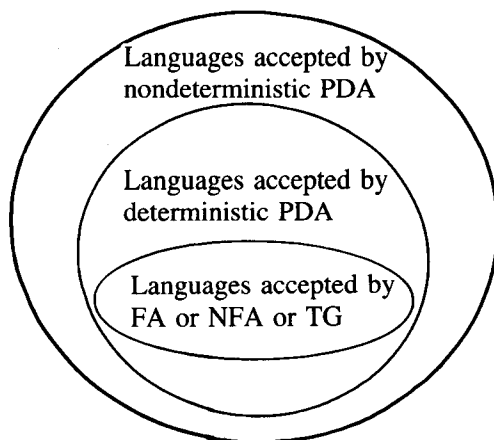 Languages accepted by
nondeterministic PDA
Languages accepted by
deterministic PDA
Languages accepted by
FA or NFA or TG